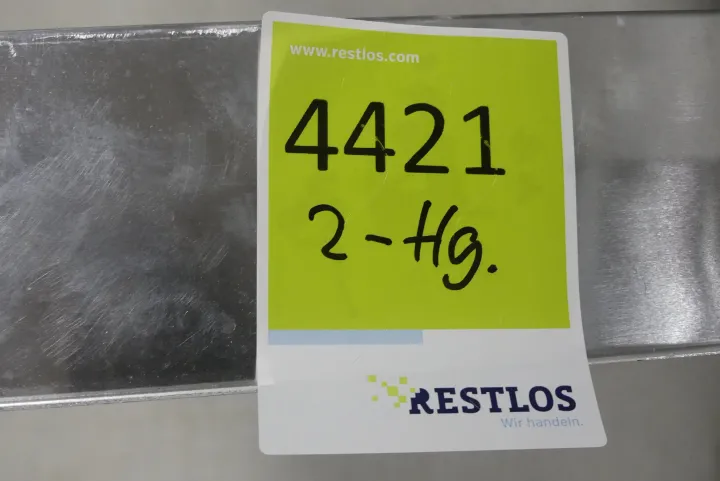 www.restlos.com
4421
2-Hg.
RESTLOS
Wir handeln.